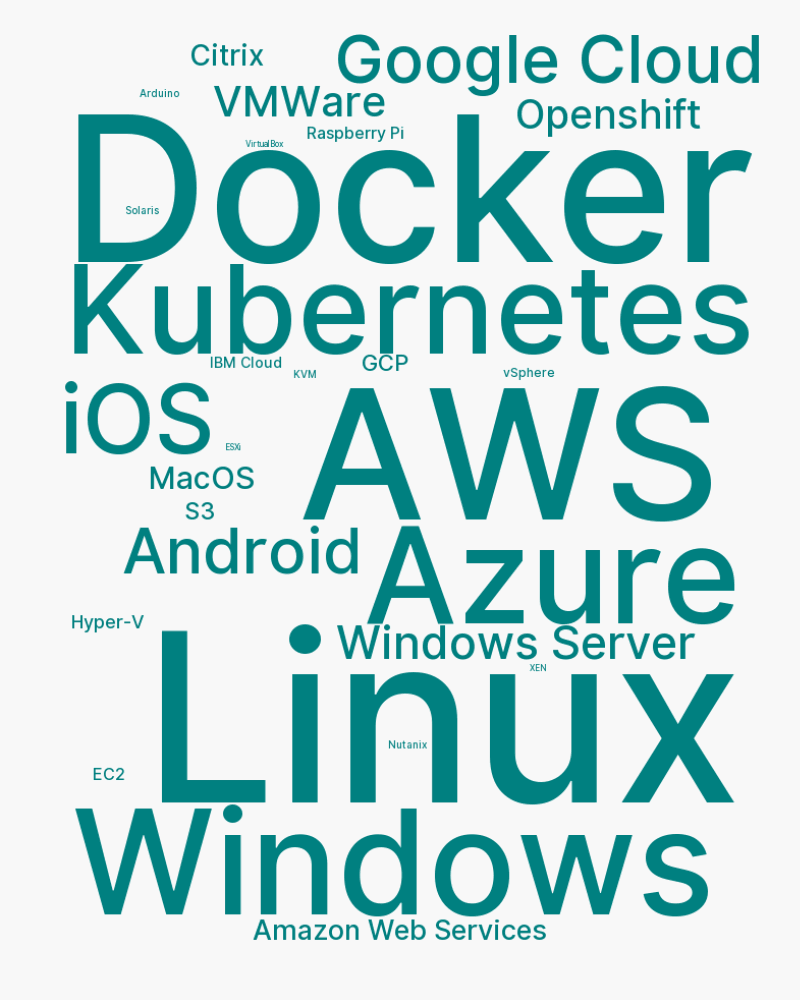 Citrix
Google Cloud
Arduino
VMWare
Openshift
Raspberry Pi
VirtualBox
Docker
Solaris
Kubernetes
IBM Cloud
GCP
KVM
vSphere
iOS
AWS
ESXi
MacOS
S3
Android
Azure
Hyper-V
Windows Server
XEN
Linux
Nutanix
EC2
Windows
Amazon Web Services